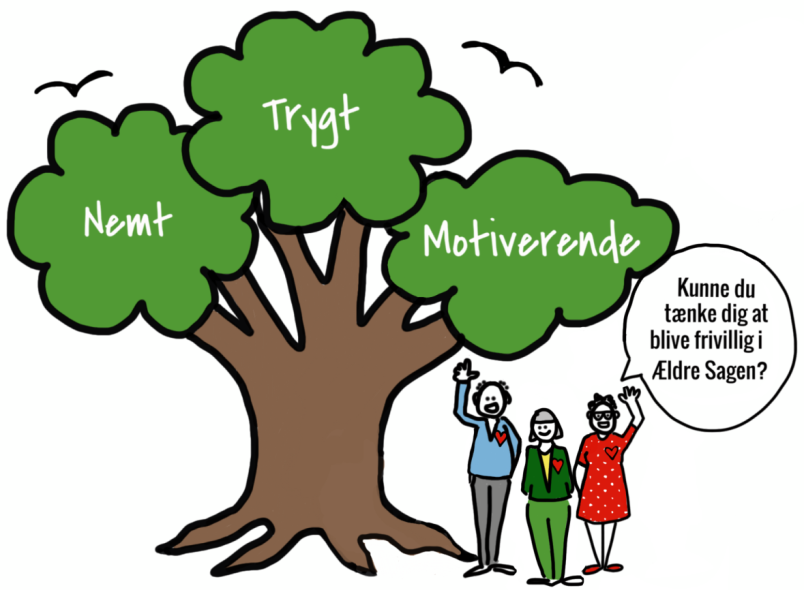 Trygt
Nemt
Motiverende
Kunne du
tænke dig at
blive frivillig i
Ældre Sagen?